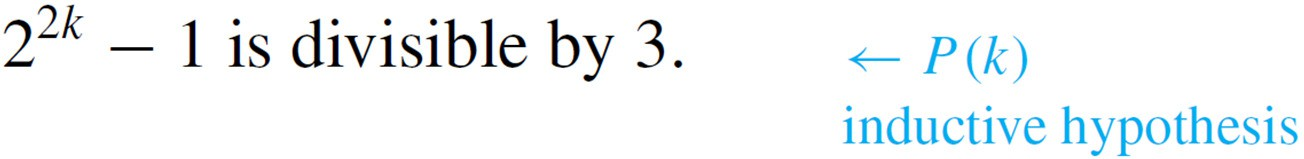 2^{2k} − 1 is divisible by 3. ← P(k)
inductive hypothesis